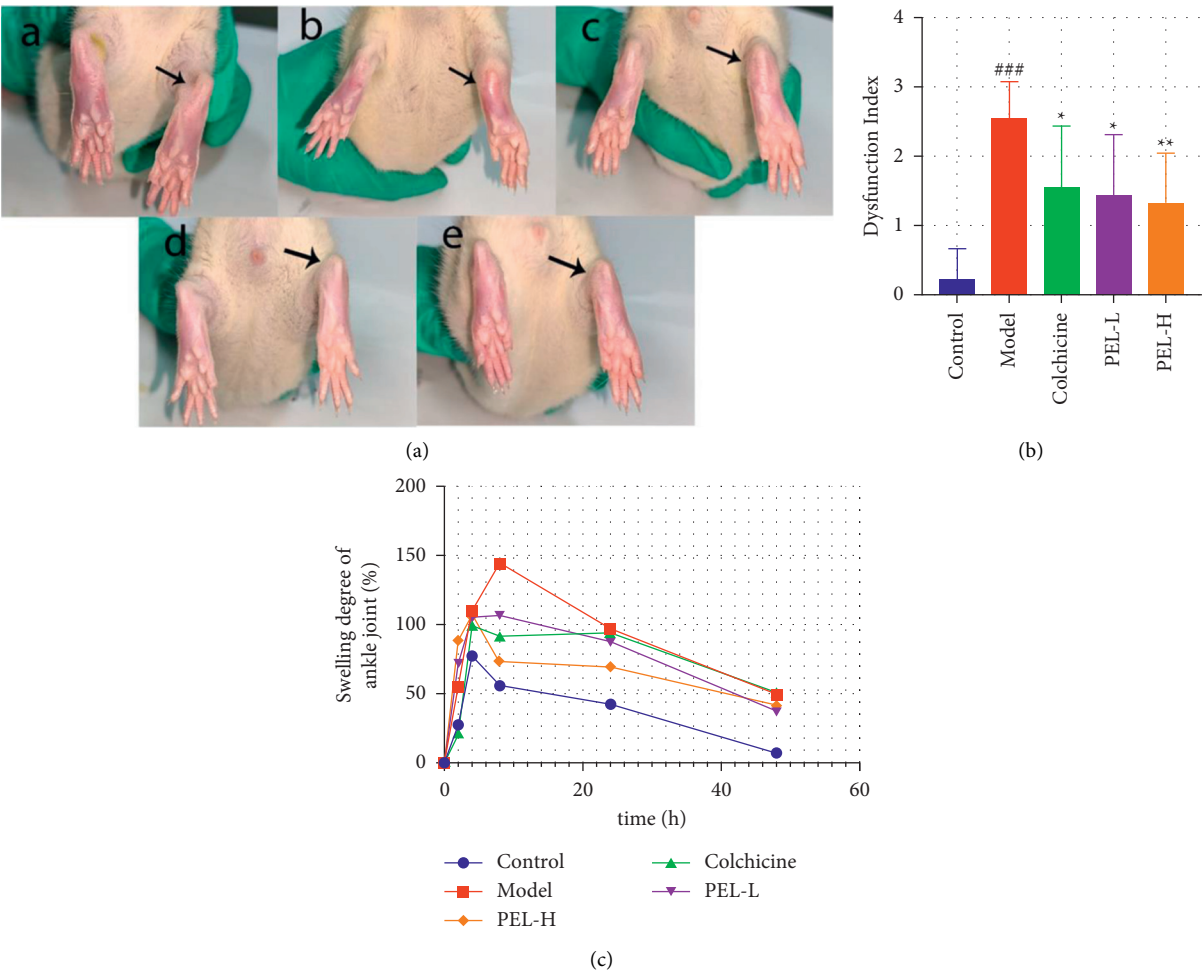 a
b
c
d
e
(a)
Dysfunction Index
4
3
2
1
0
###
*
*
**
Control
Model
Colchicine
PEL-L
PEL-H
(b)
Swelling degree of
ankle joint (%)
200
150
100
50
0
0 20 40 60
time (h)
Control
Model
PEL-H
Colchicine
PEL-L
(c)